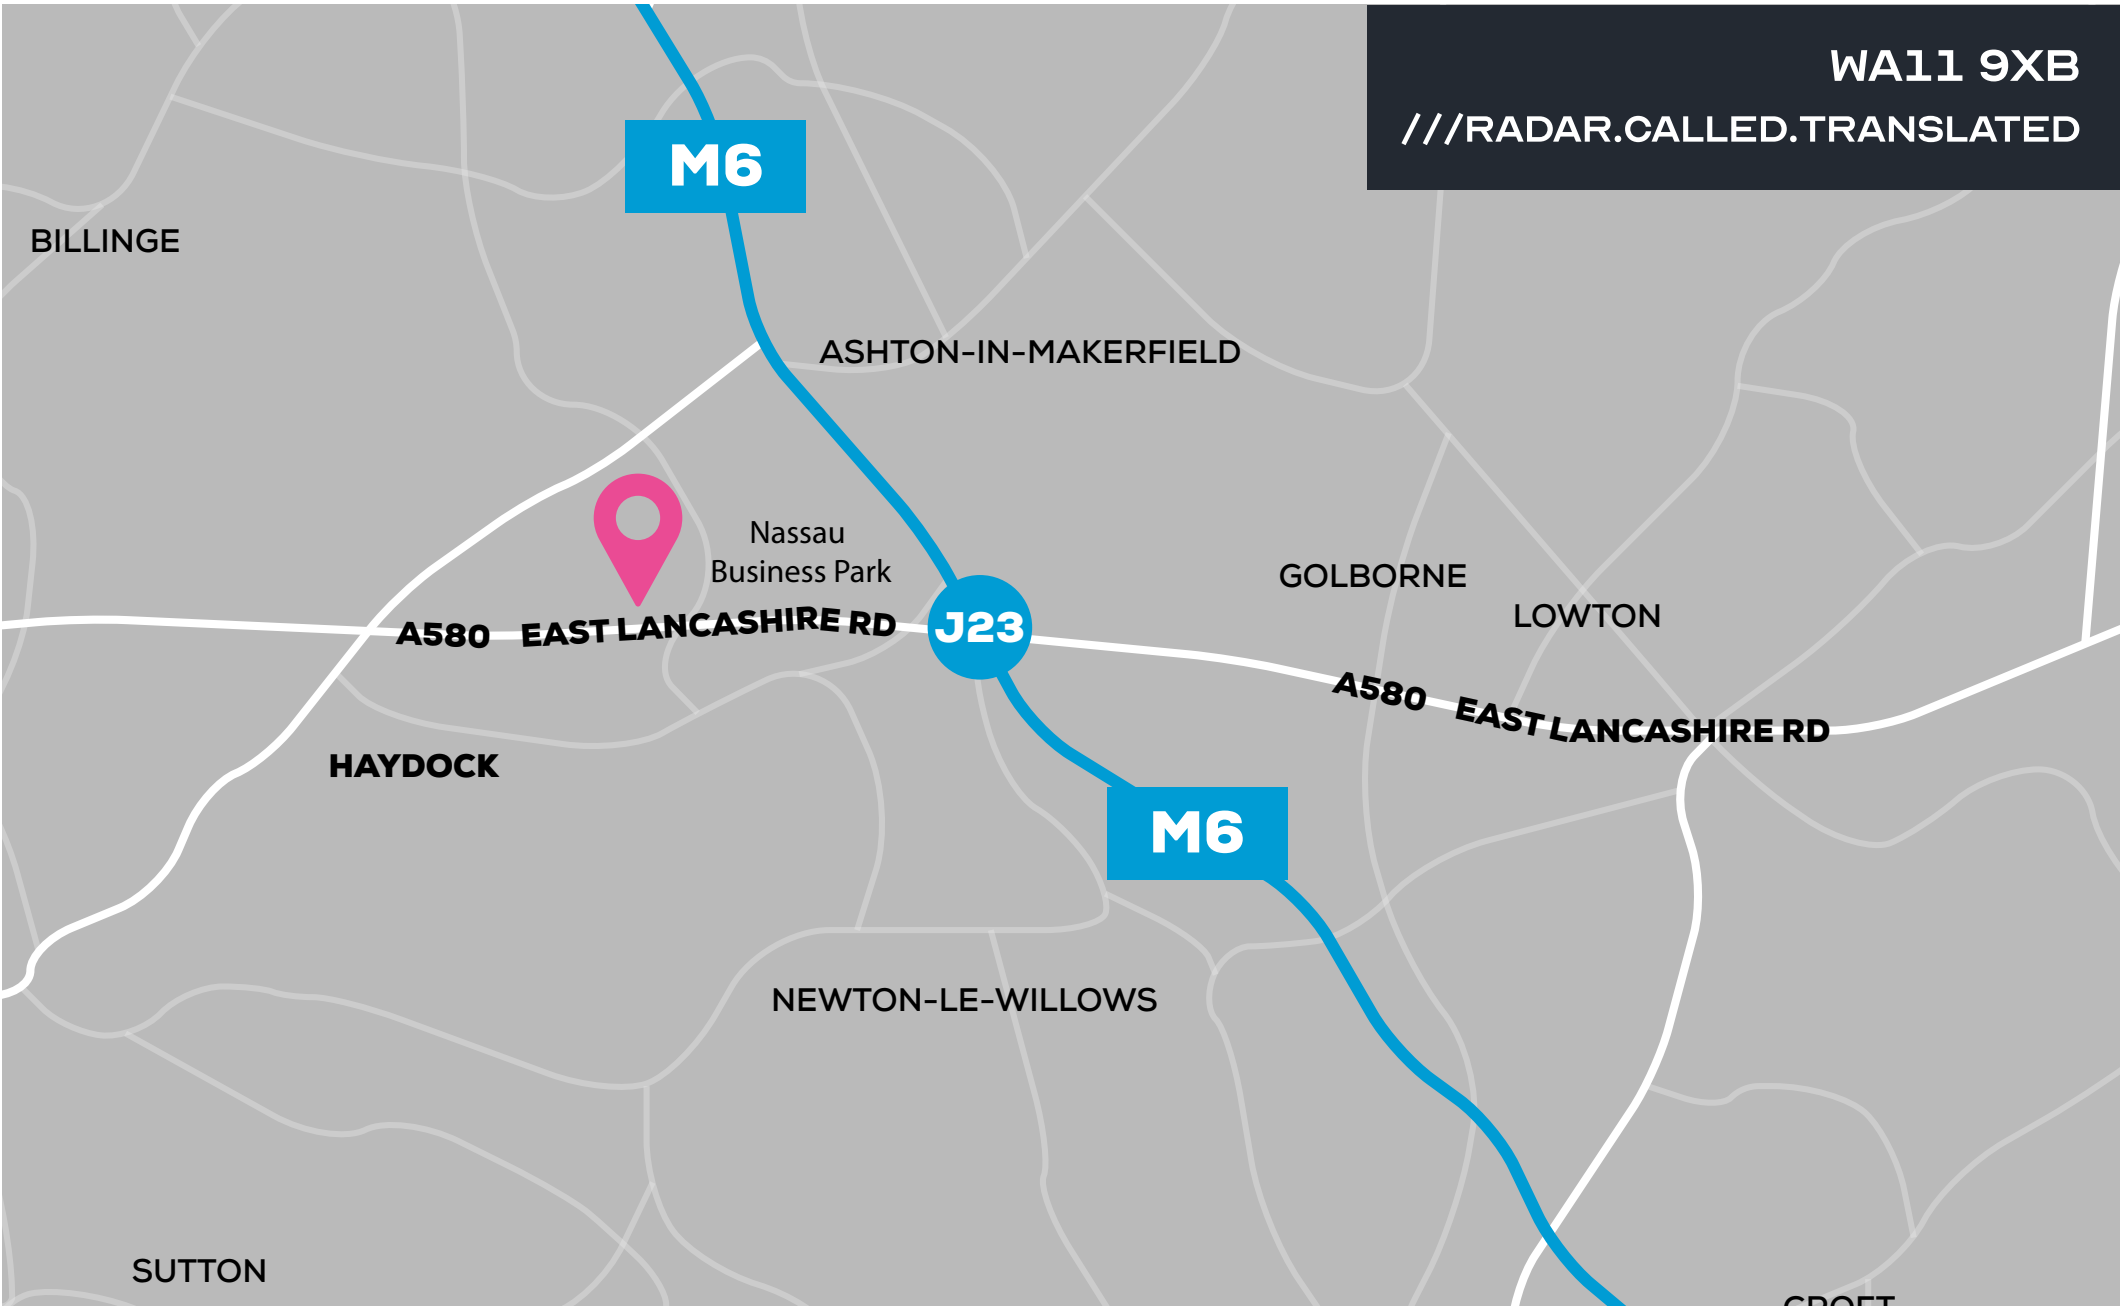 WA11 9XB
///RADAR.CALLED.TRANSLATED
M6
BILLINGE
ASHTON-IN-MAKERFIELD
Nassau
Business Park
GOLBORNE
LOWTON
A580 EAST LANCASHIRE RD
J23
A580 EAST LANCASHIRE RD
HAYDOCK
M6
NEWTON-LE-WILLOWS
SUTTON
CROFT